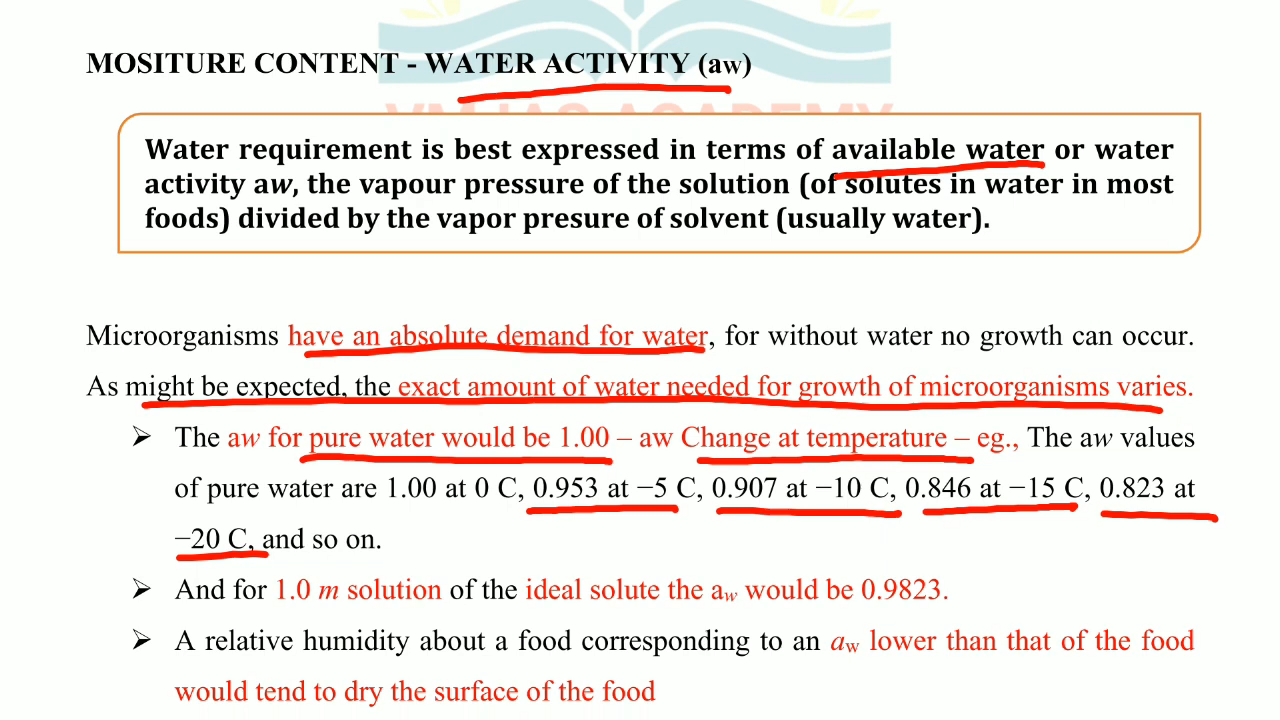 MOSITURE CONTENT - WATER ACTIVITY (aw)
VM IAS ACADEMY
Water requirement is best expressed in terms of available water or water
activity aw, the vapour pressure of the solution (of solutes in water in most
foods) divided by the vapor presure of solvent (usually water).
Microorganisms have an absolute demand for water, for without water no growth can occur.
As might be expected, the exact amount of water needed for growth of microorganisms varies.
➢ The aw for pure water would be 1.00 – aw Change at temperature – eg., The aw values
of pure water are 1.00 at 0 C, 0.953 at −5 C, 0.907 at −10 C, 0.846 at −15 C, 0.823 at
−20 C, and so on.
➢ And for 1.0 m solution of the ideal solute the aw would be 0.9823.
➢ A relative humidity about a food corresponding to an aw lower than that of the food
would tend to dry the surface of the food